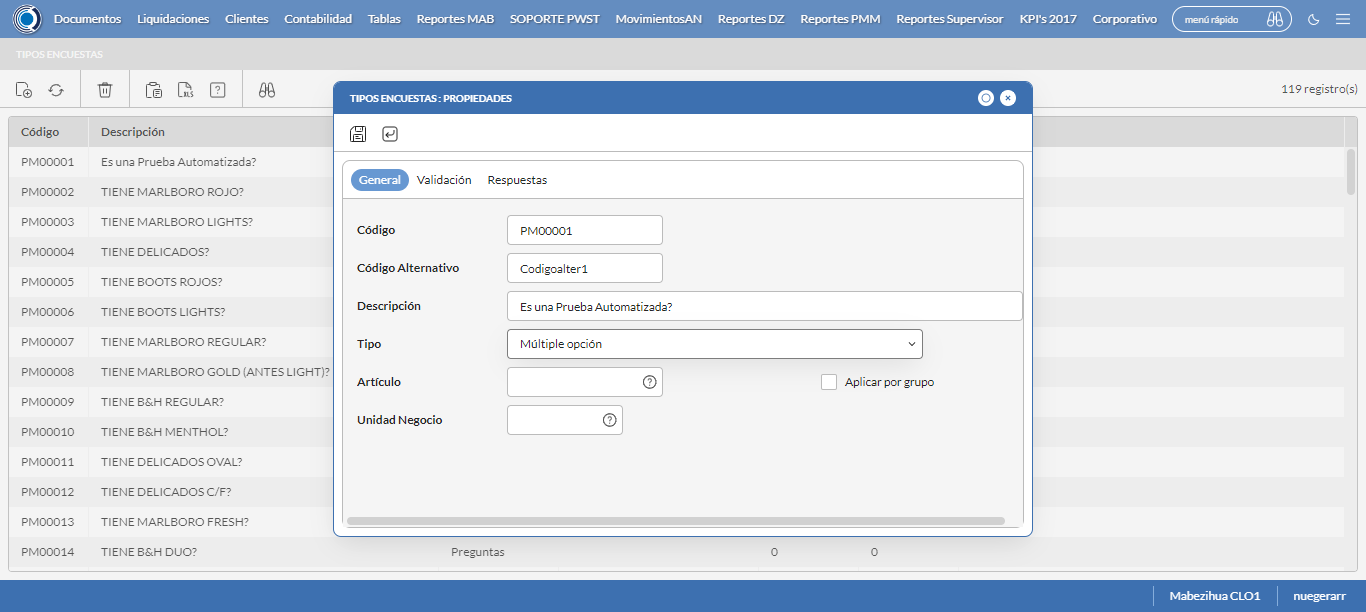 Documentos Liquidaciones Clientes Contabilidad Tablas Reportes MAB SOPORTE PWST MovimientosAN Reportes DZ Reportes PMM Reportes Supervisor KPI's 2017 Corporativo menú rápido
TIPOS ENCUESTAS
XLS ? 119 registro(s)
TIPOS ENCUESTAS : PROPIEDADES
Código Descripción
PM00001 Es una Prueba Automatizada?
PM00002 TIENE MARLBORO ROJO?
PM00003 TIENE MARLBORO LIGHTS?
PM00004 TIENE DELICADOS?
PM00005 TIENE BOOTS ROJOS?
PM00006 TIENE BOOTS LIGHTS?
PM00007 TIENE MARLBORO REGULAR?
PM00008 TIENE MARLBORO GOLD (ANTES LIGHT)?
PM00009 TIENE B&H REGULAR?
PM00010 TIENE B&H MENTHOL?
PM00011 TIENE DELICADOS OVAL?
PM00012 TIENE DELICADOS C/F?
PM00013 TIENE MARLBORO FRESH?
PM00014 TIENE B&H DUO? Preguntas 0 0
General Validación Respuestas
Código PM00001
Código Alternativo Codigoalter1
Descripción Es una Prueba Automatizada?
Tipo Múltiple opción
Artículo ? Aplicar por grupo
Unidad Negocio ?
Mabezihua CLO1 nuegerarr